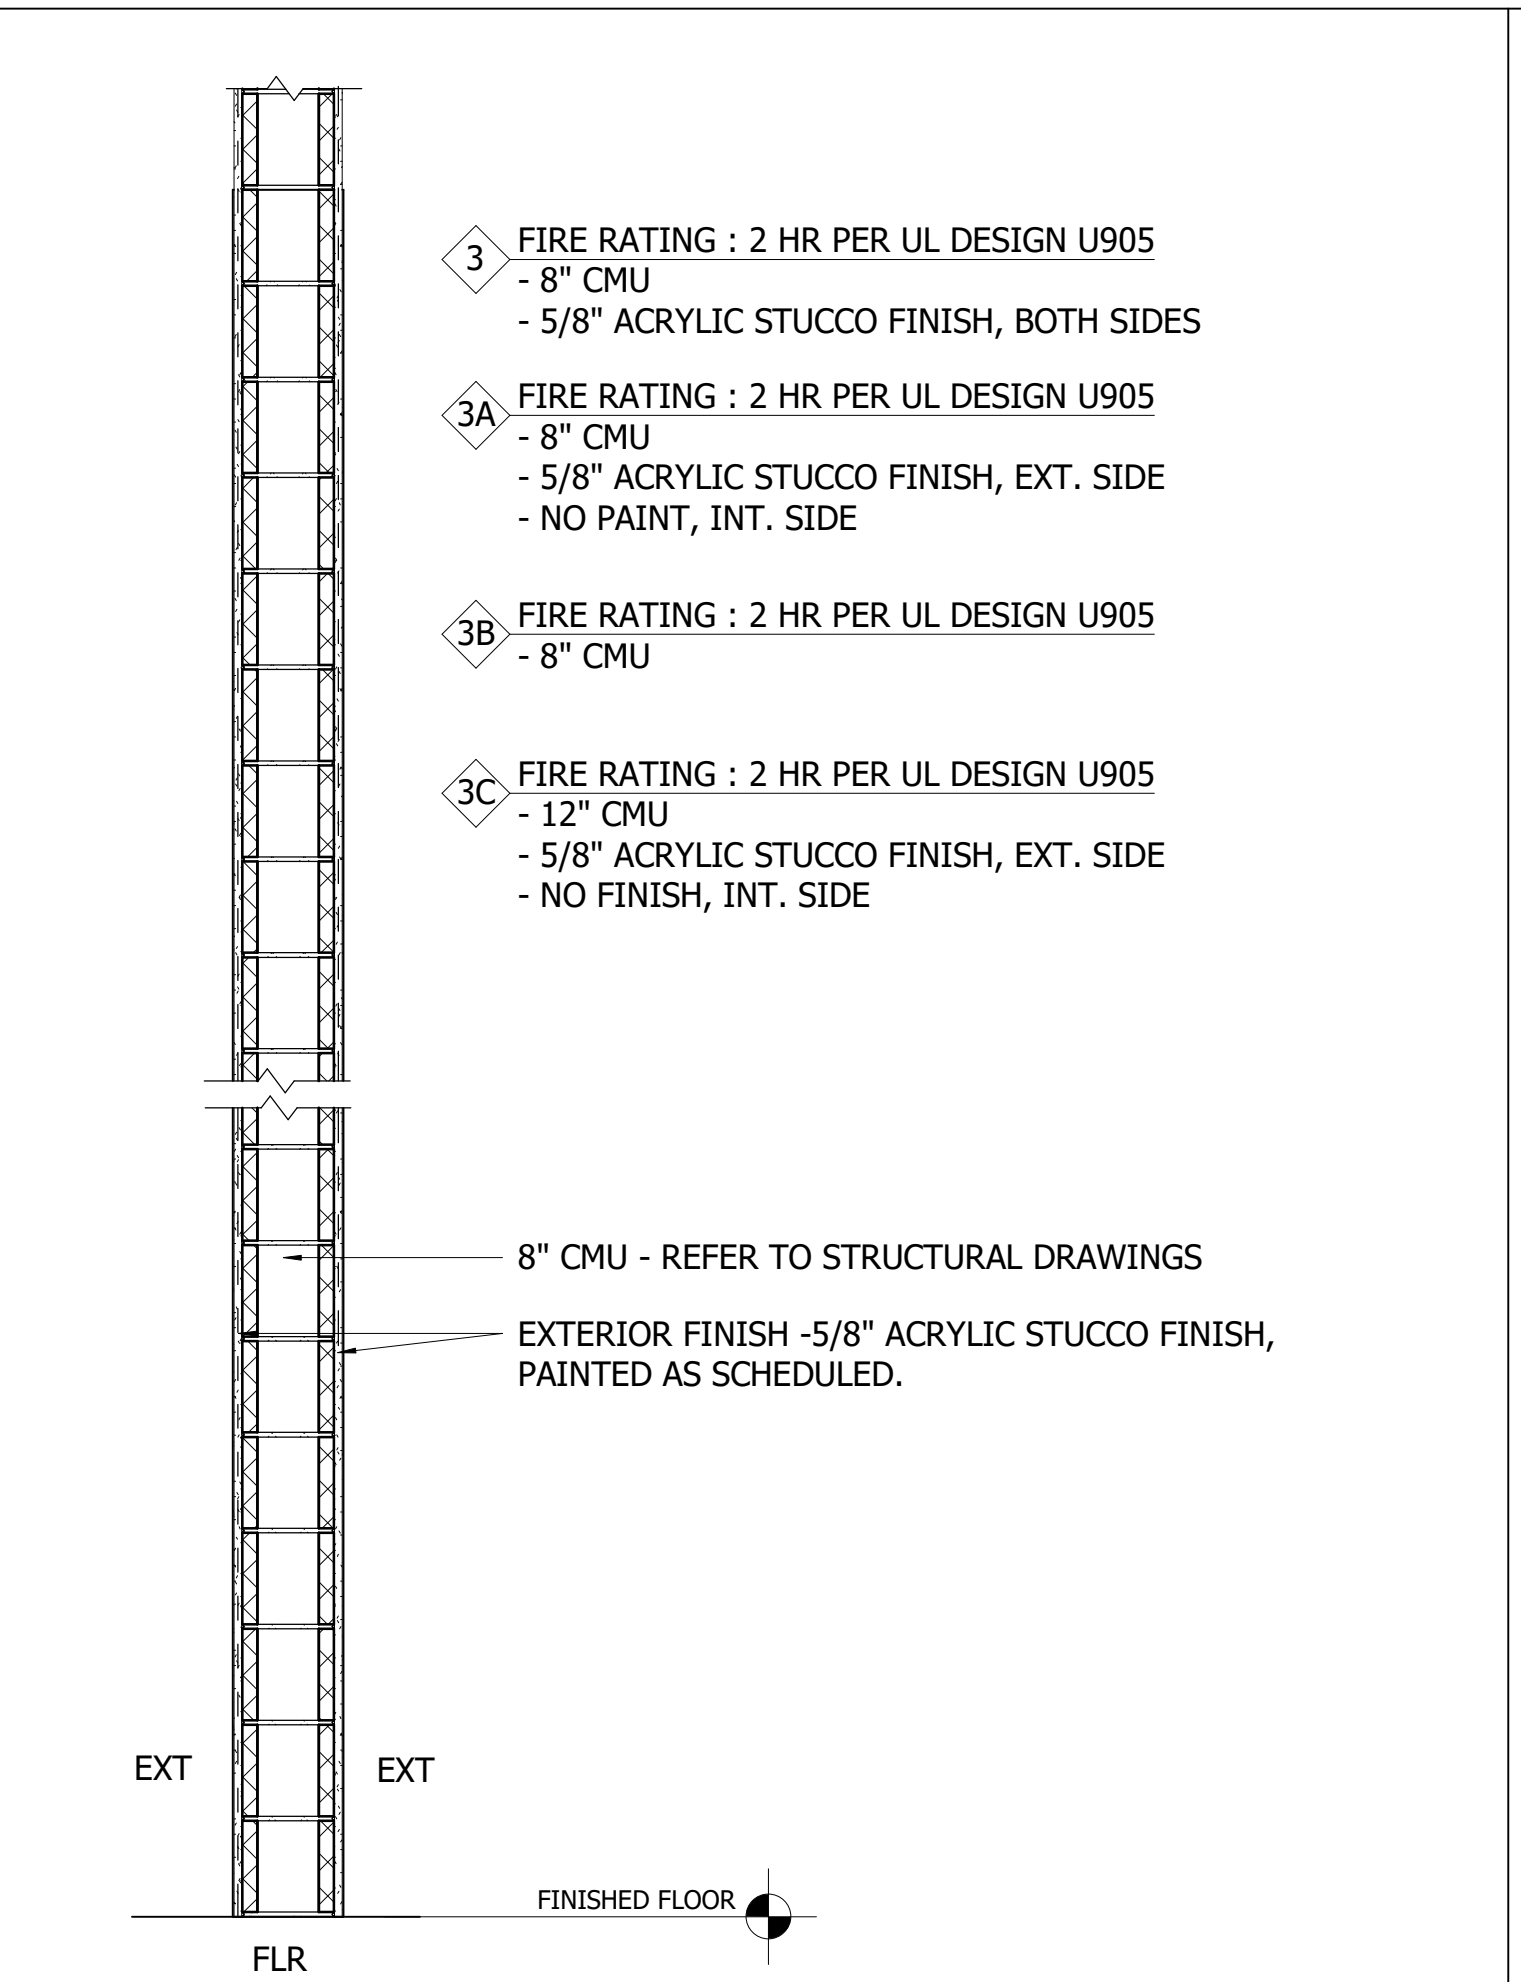 3
FIRE RATING : 2 HR PER UL DESIGN U905
- 8" CMU
- 5/8" ACRYLIC STUCCO FINISH, BOTH SIDES
3A
FIRE RATING : 2 HR PER UL DESIGN U905
- 8" CMU
- 5/8" ACRYLIC STUCCO FINISH, EXT. SIDE
- NO PAINT, INT. SIDE
3B
FIRE RATING : 2 HR PER UL DESIGN U905
- 8" CMU
3C
FIRE RATING : 2 HR PER UL DESIGN U905
- 12" CMU
- 5/8" ACRYLIC STUCCO FINISH, EXT. SIDE
- NO FINISH, INT. SIDE
8" CMU - REFER TO STRUCTURAL DRAWINGS
EXTERIOR FINISH -5/8" ACRYLIC STUCCO FINISH,
PAINTED AS SCHEDULED.
EXT
EXT
FINISHED FLOOR
FLR